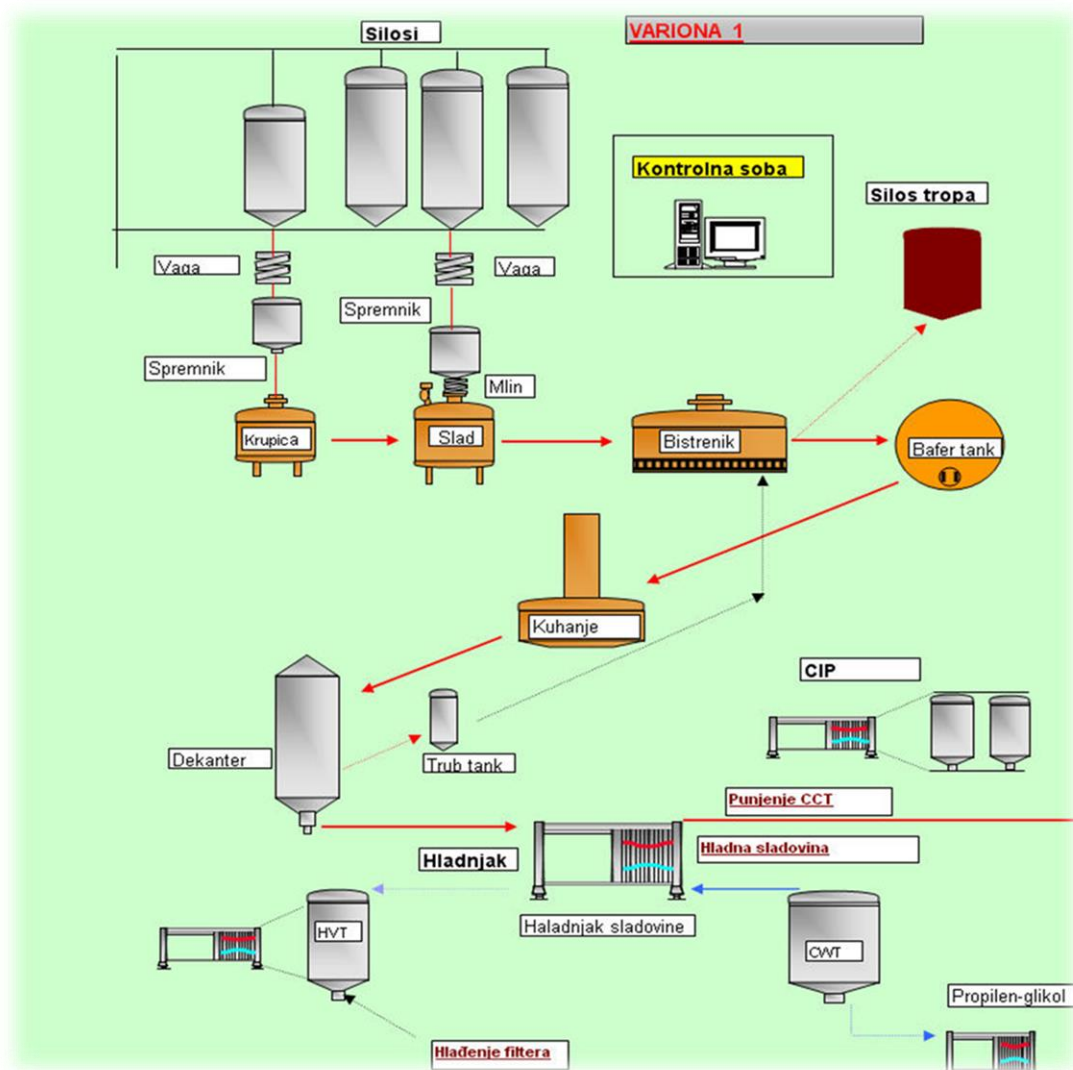 Silosi
VARIONA 1
Kontrolna soba
Silos tropa
Vaga
Vaga
Spremnik
Spremnik
Mlin
Krupica
Slad
Bistrenik
Bafer tank
Kuhanje
CIP
Dekanter
Trub tank
Punjenje CCT
Hladna sladovina
Hladnjak
Haladnjak sladovine
HVT
CWT
Propilen-glikol
Hlađenje filtera